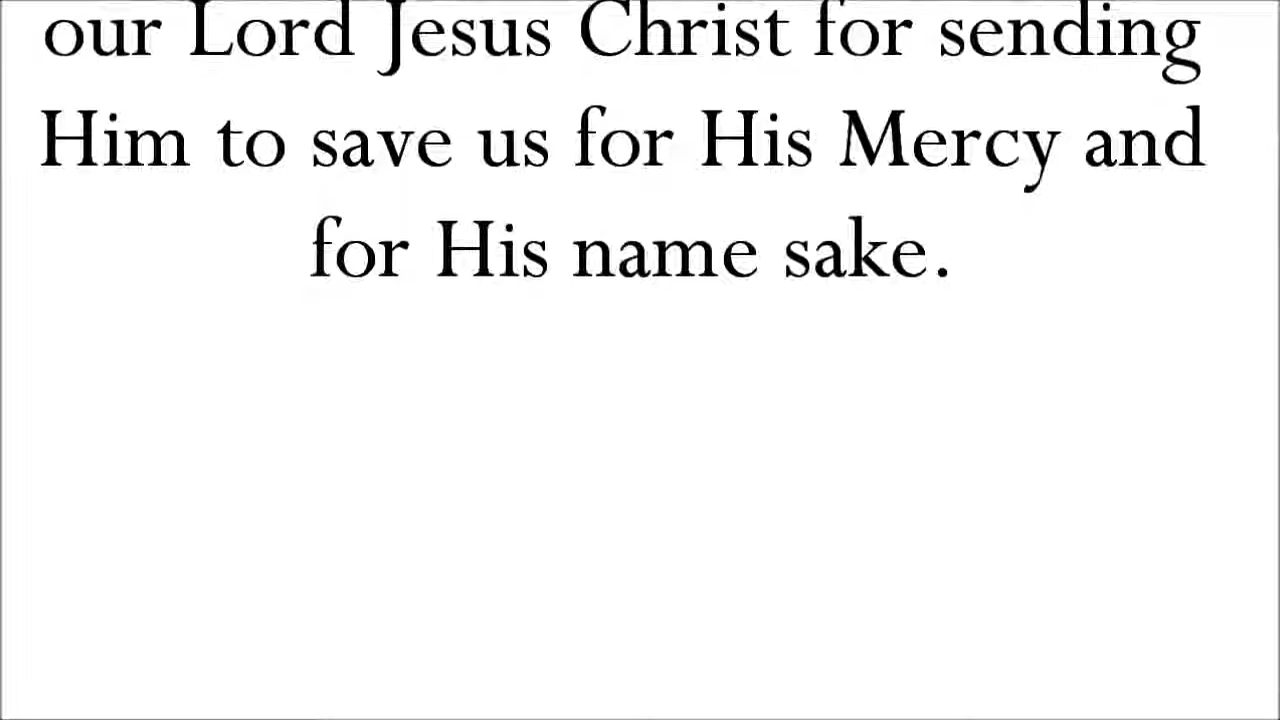 our Lord Jesus Christ for sending
Him to save us for His Mercy and
for His name sake.